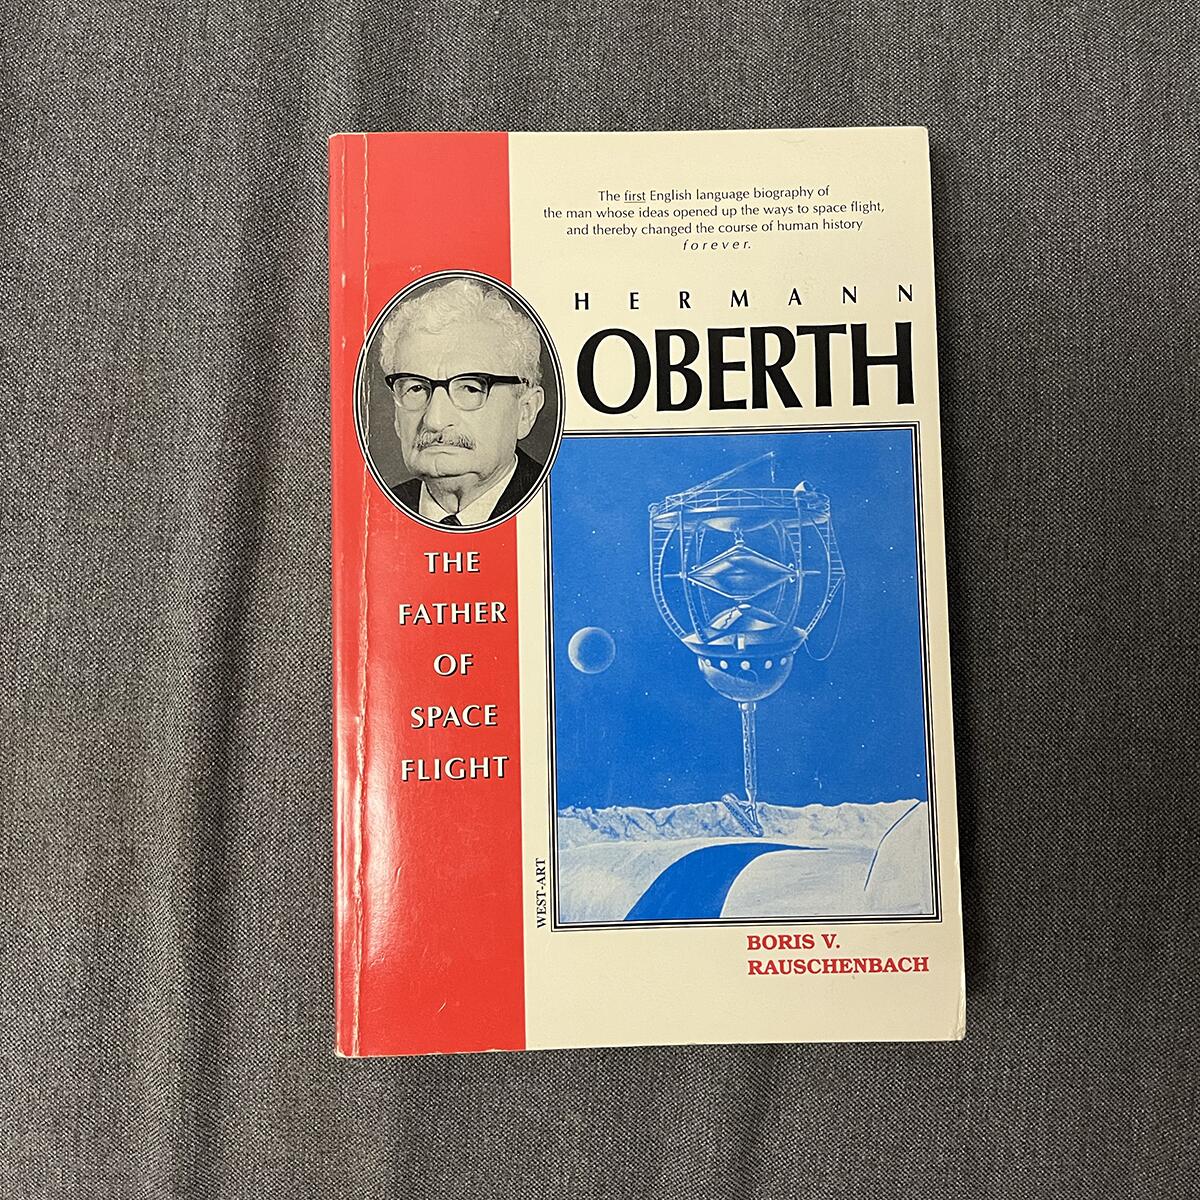 The first English language biography of
the man whose ideas opened up the ways to space flight,
and thereby changed the course of human history
forever.
HERMANN
OBERTH
THE
FATHER
OF
SPACE
FLIGHT
WEST-ART
BORIS V.
RAUSCHENBACH